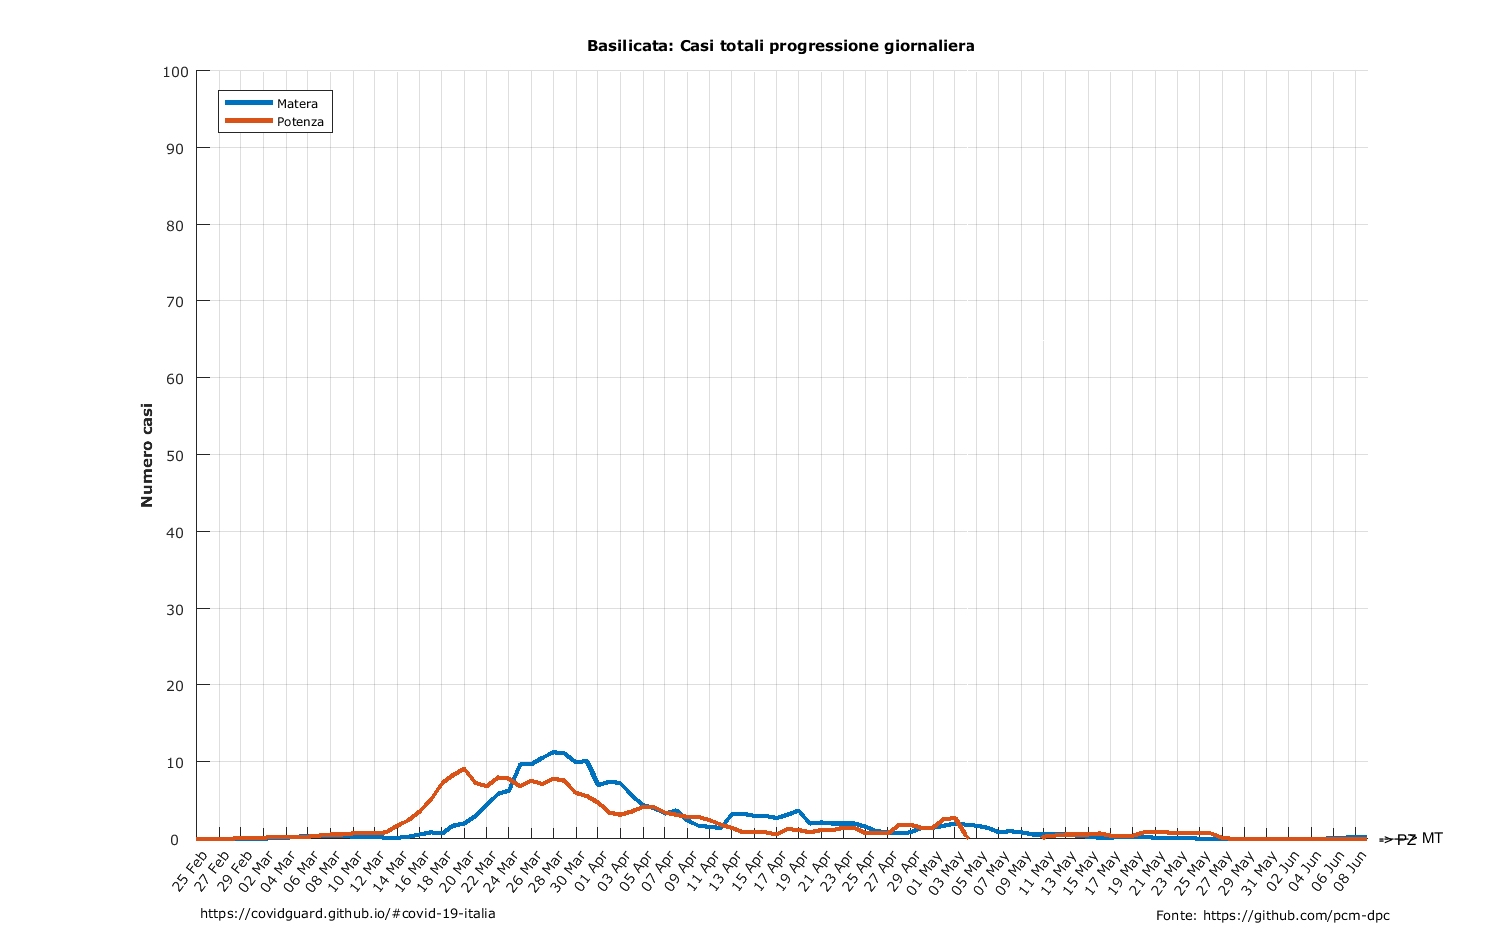 Basilicata: Casi totali progressione giornaliera
100
90
80
70
60
50
40
30
20
10
0
Numero casi
Matera
Potenza
25 Feb
27 Feb
29 Feb
02 Mar
04 Mar
06 Mar
08 Mar
10 Mar
12 Mar
14 Mar
16 Mar
18 Mar
20 Mar
22 Mar
24 Mar
26 Mar
28 Mar
30 Mar
01 Apr
03 Apr
05 Apr
07 Apr
09 Apr
11 Apr
13 Apr
15 Apr
17 Apr
19 Apr
21 Apr
23 Apr
25 Apr
27 Apr
29 Apr
01 May
03 May
05 May
07 May
09 May
11 May
13 May
15 May
17 May
19 May
21 May
23 May
25 May
27 May
29 May
31 May
02 Jun
04 Jun
06 Jun
08 Jun
PZ
MT
https://covidguard.github.io/#covid-19-italia
Fonte: https://github.com/pcm-dpc